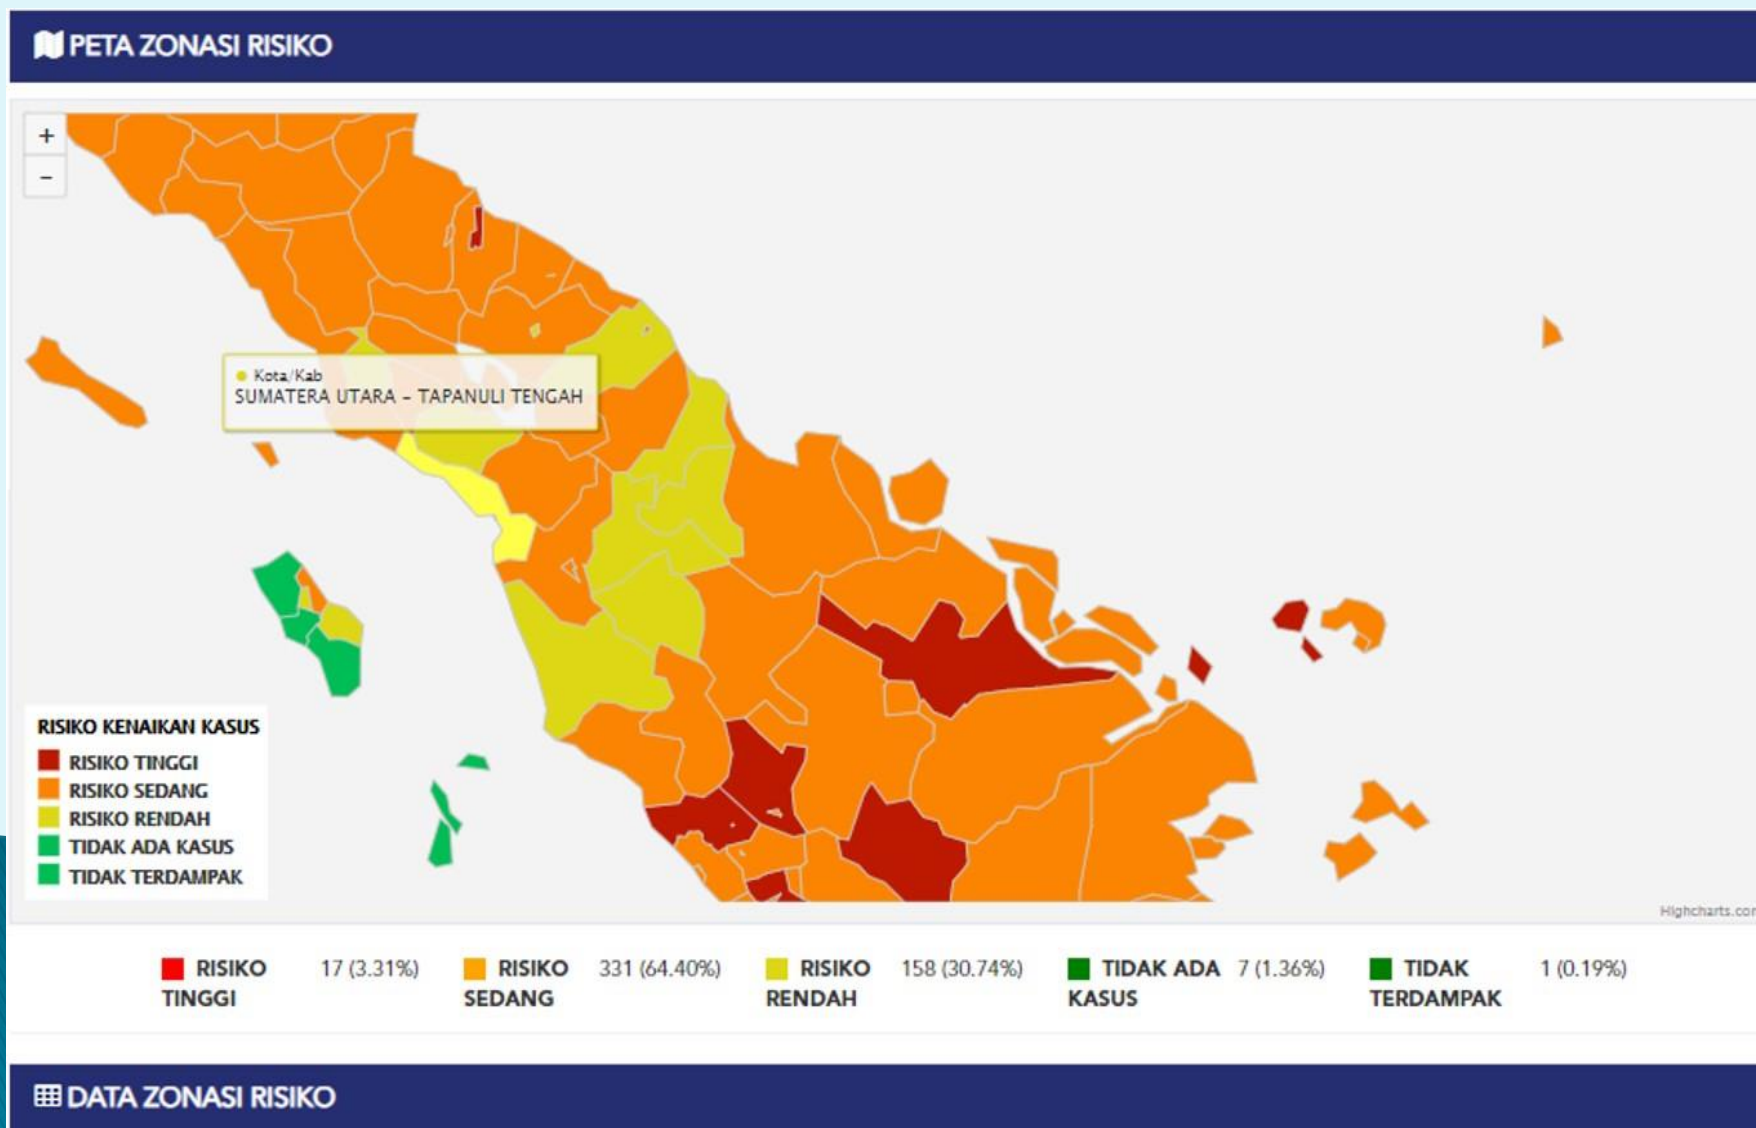 PETA ZONASI RISIKO
+
-
Kota/Kab
SUMATERA UTARA - TAPANULI TENGAH
RISIKO KENAIKAN KASUS
RISIKO TINGGI
RISIKO SEDANG
RISIKO RENDAH
TIDAK ADA KASUS
TIDAK TERDAMPAK
Highcharts.com
RISIKO TINGGI 17 (3.31%)
RISIKO SEDANG 331 (64.40%)
RISIKO RENDAH 158 (30.74%)
TIDAK ADA KASUS 7 (1.36%)
TIDAK TERDAMPAK 1 (0.19%)
DATA ZONASI RISIKO